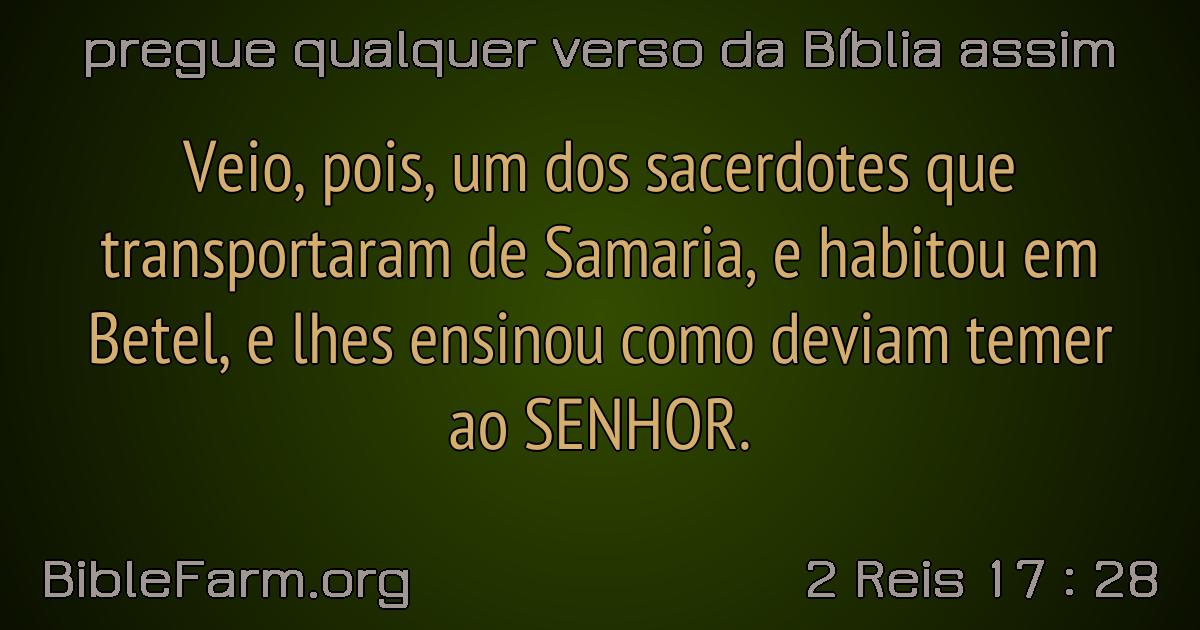 pregue qualquer verso da Bíblia assim
Veio, pois, um dos sacerdotes que
transportaram de Samaria, e habitou em
Betel, e lhes ensinou como deviam temer
ao SENHOR.
BibleFarm.org
2 Reis 17 : 28